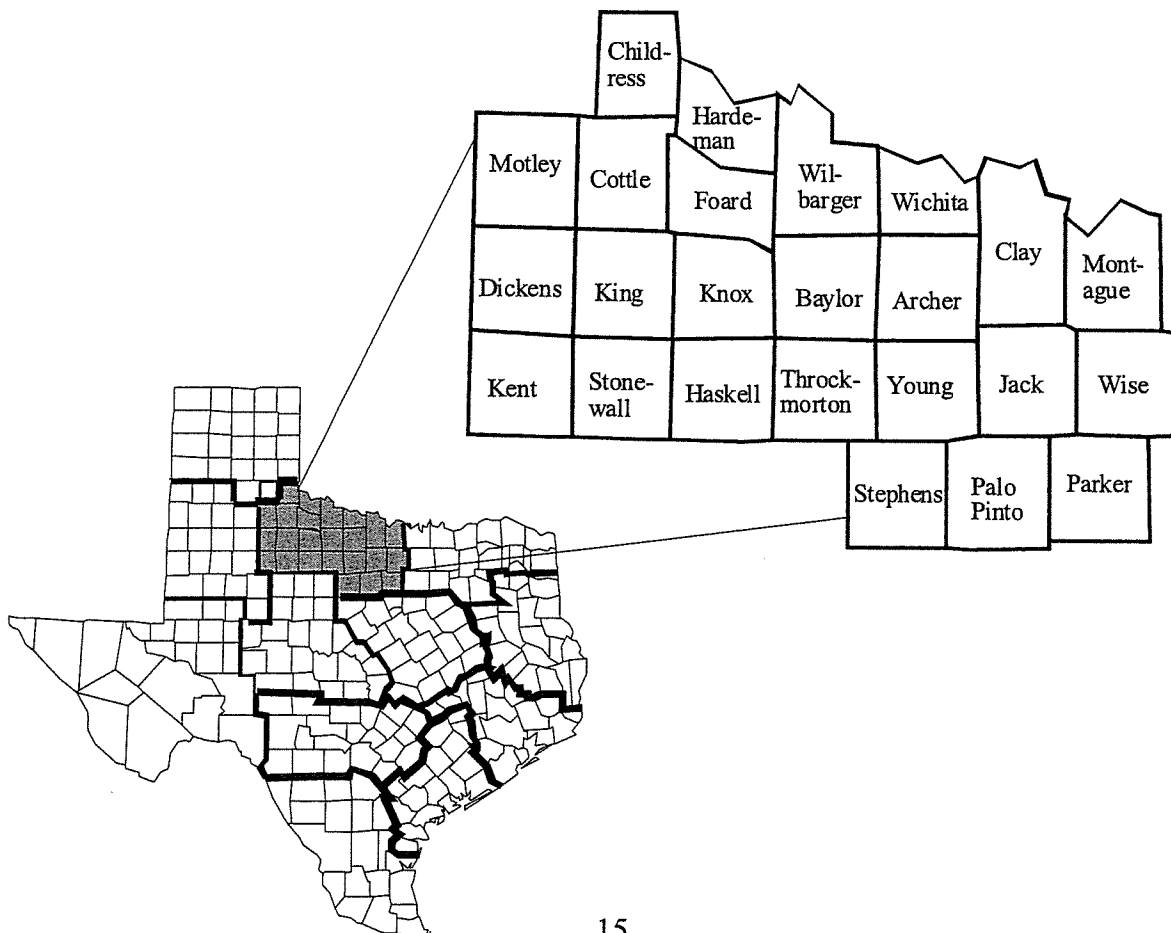 Child-
ress
Harde-
man
Motley
Cottle
Foard
Wil-
barger
Wichita
Clay
Mont-
ague
Dickens
King
Knox
Baylor
Archer
Kent
Stone-
wall
Haskell
Throck-
morton
Young
Jack
Wise
Stephens
Palo
Pinto
Parker
15